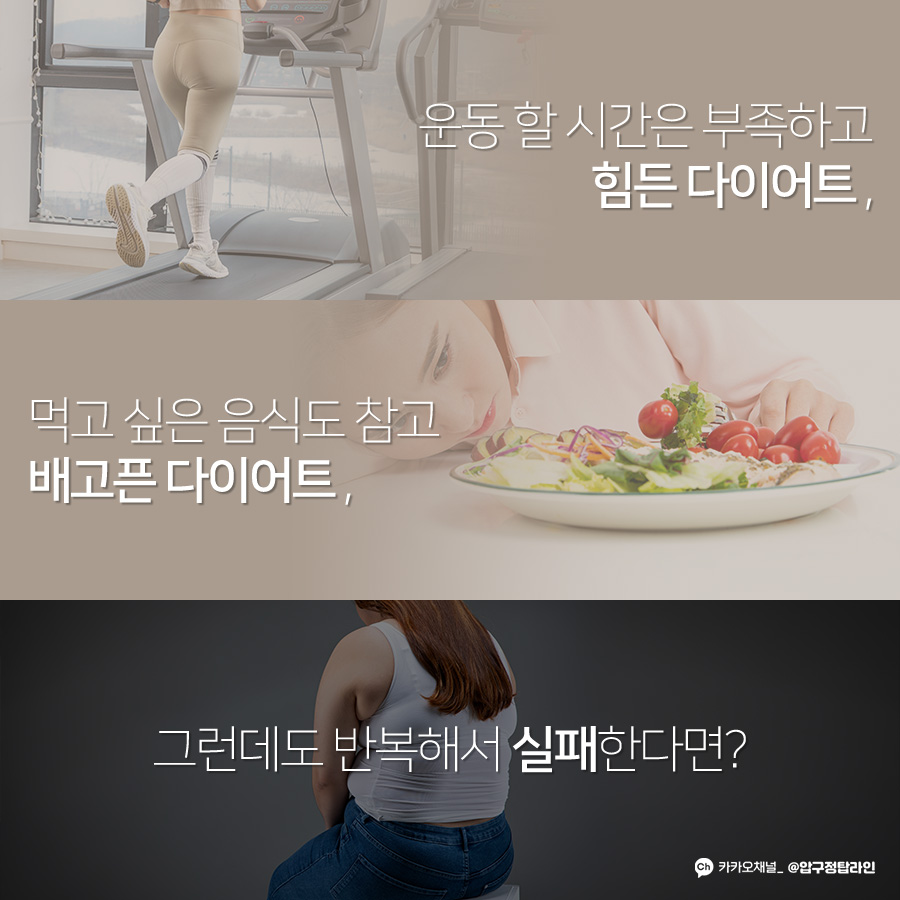 운동 할 시간은 부족하고
힘든 다이어트 ,
먹고 싶은 음식도 참고
배고픈 다이어트 ,
그런데도 반복해서 실패한다면?
Ch 카카오채널_ @압구정탑라인